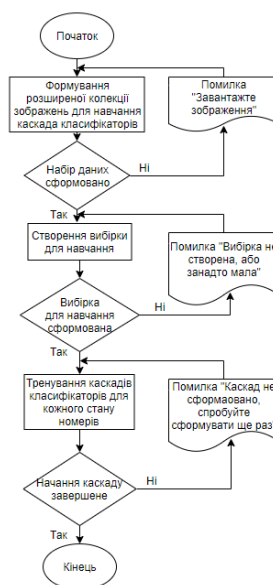 Початок
Формування
розширеної колекції
зображень для навчання
каскада класифікаторів
Помилка
"Завантажте
зображення"
Набір даних
сформовано
Ні
Так
Створення вибірки
для навчання
Помилка "Вибірка не
створена, або
занадто мала"
Вибірка
для навчання
сформована
Ні
Так
Тренування каскадів
класифікаторів для
кожного стану
номерів
Помилка "Каскад не
сформаовано,
спробуйте
сформувати ще раз"
Начання каскаду
завершене
Ні
Так
Кінець